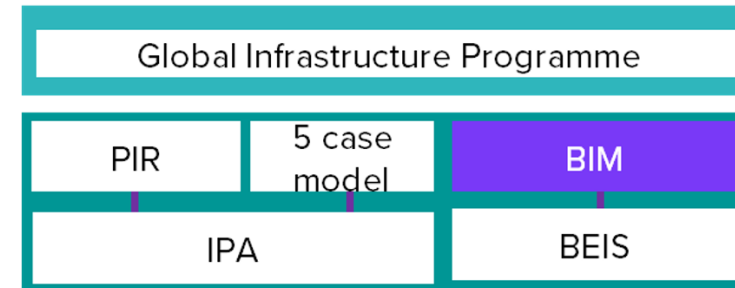 Global Infrastructure Programme
PIR
5 case
model
BIM
IPA
BEIS